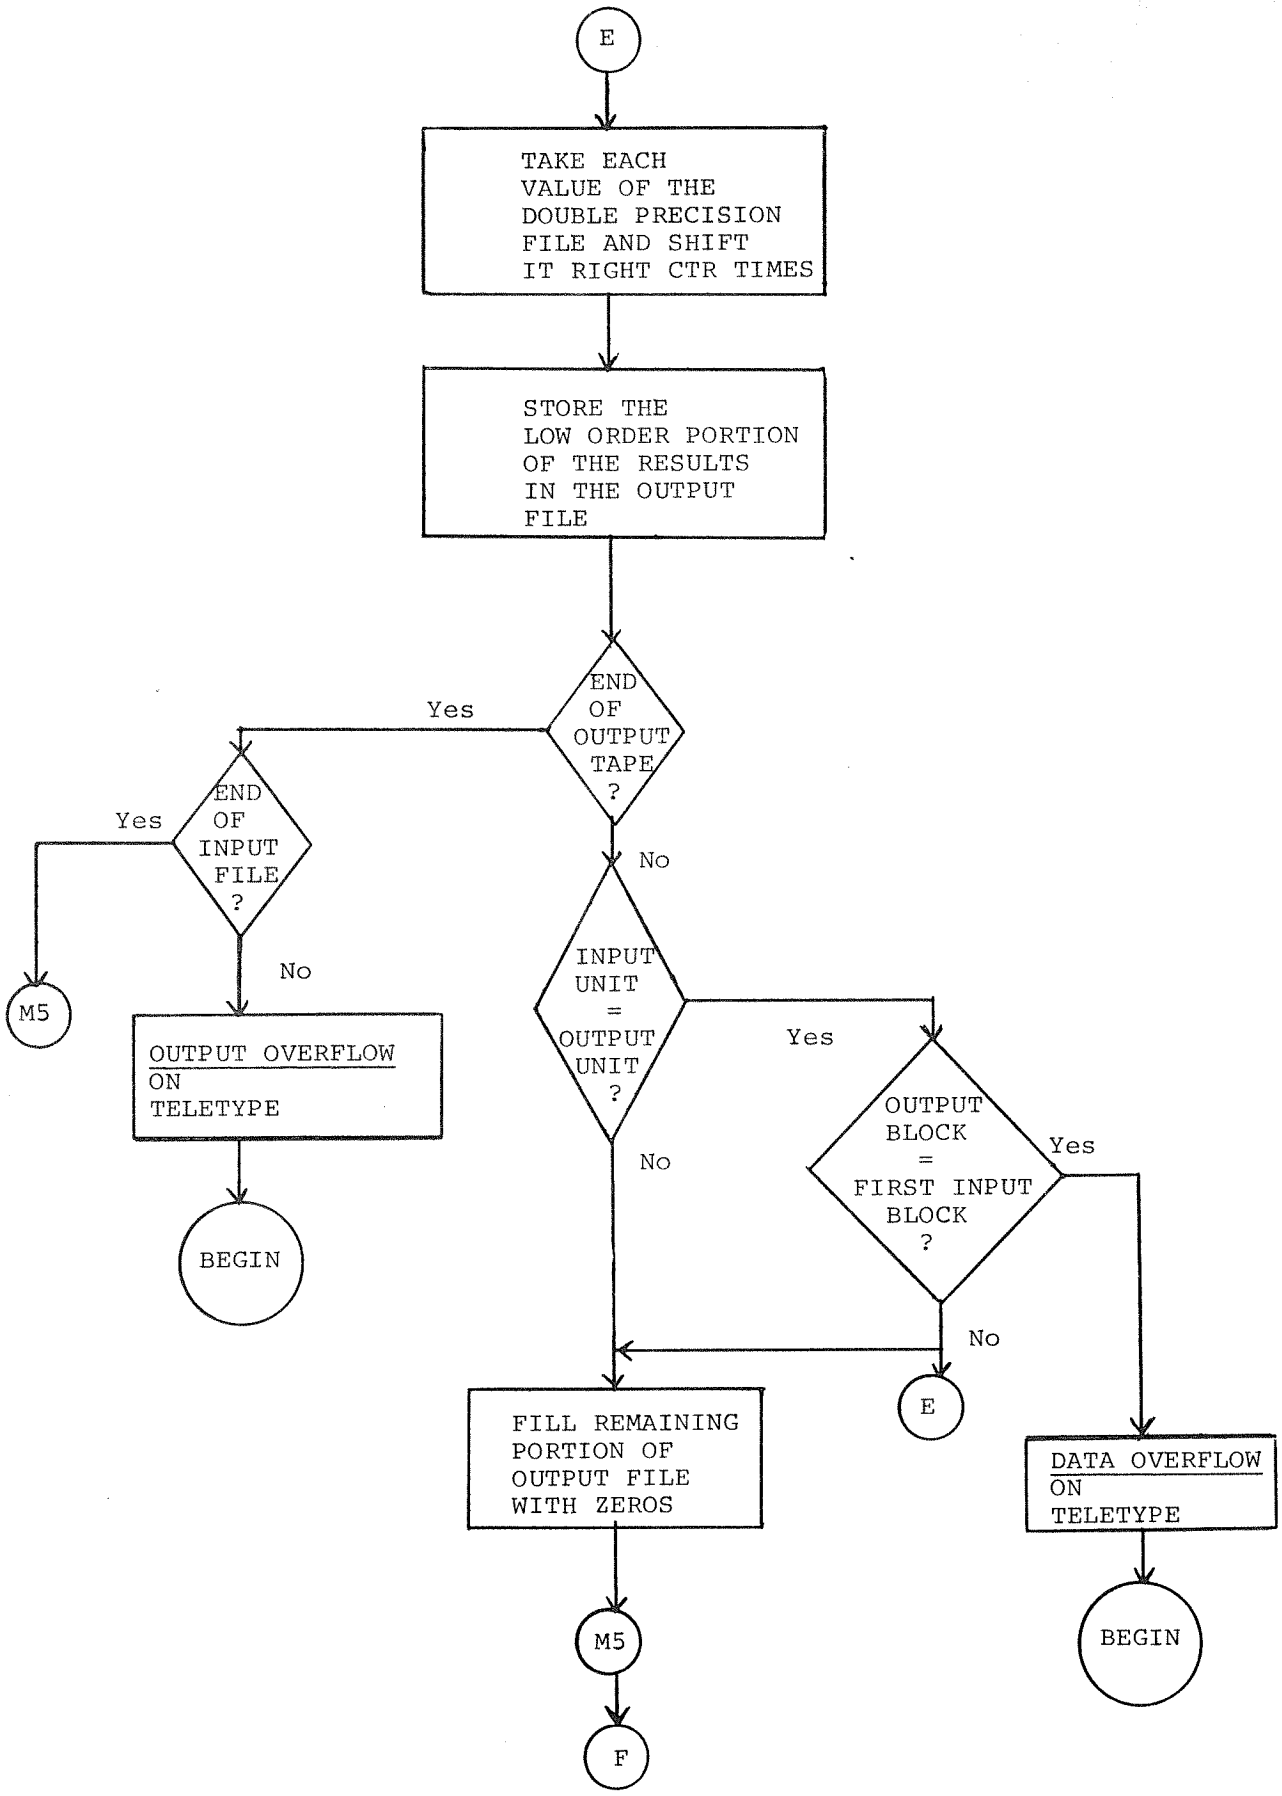 E
TAKE EACH
VALUE OF THE
DOUBLE PRECISION
FILE AND SHIFT
IT RIGHT CTR TIMES
STORE THE
LOW ORDER PORTION
OF THE RESULTS
IN THE OUTPUT
FILE
END
OF
OUTPUT
TAPE
?
Yes
END
OF
INPUT
FILE
?
Yes
M5
No
OUTPUT OVERFLOW
ON
TELETYPE
BEGIN
No
INPUT
UNIT
=
OUTPUT
UNIT
?
Yes
No
OUTPUT
BLOCK
=
FIRST INPUT
BLOCK
?
Yes
No
E
DATA OVERFLOW
ON
TELETYPE
BEGIN
FILL REMAINING
PORTION OF
OUTPUT FILE
WITH ZEROS
M5
F